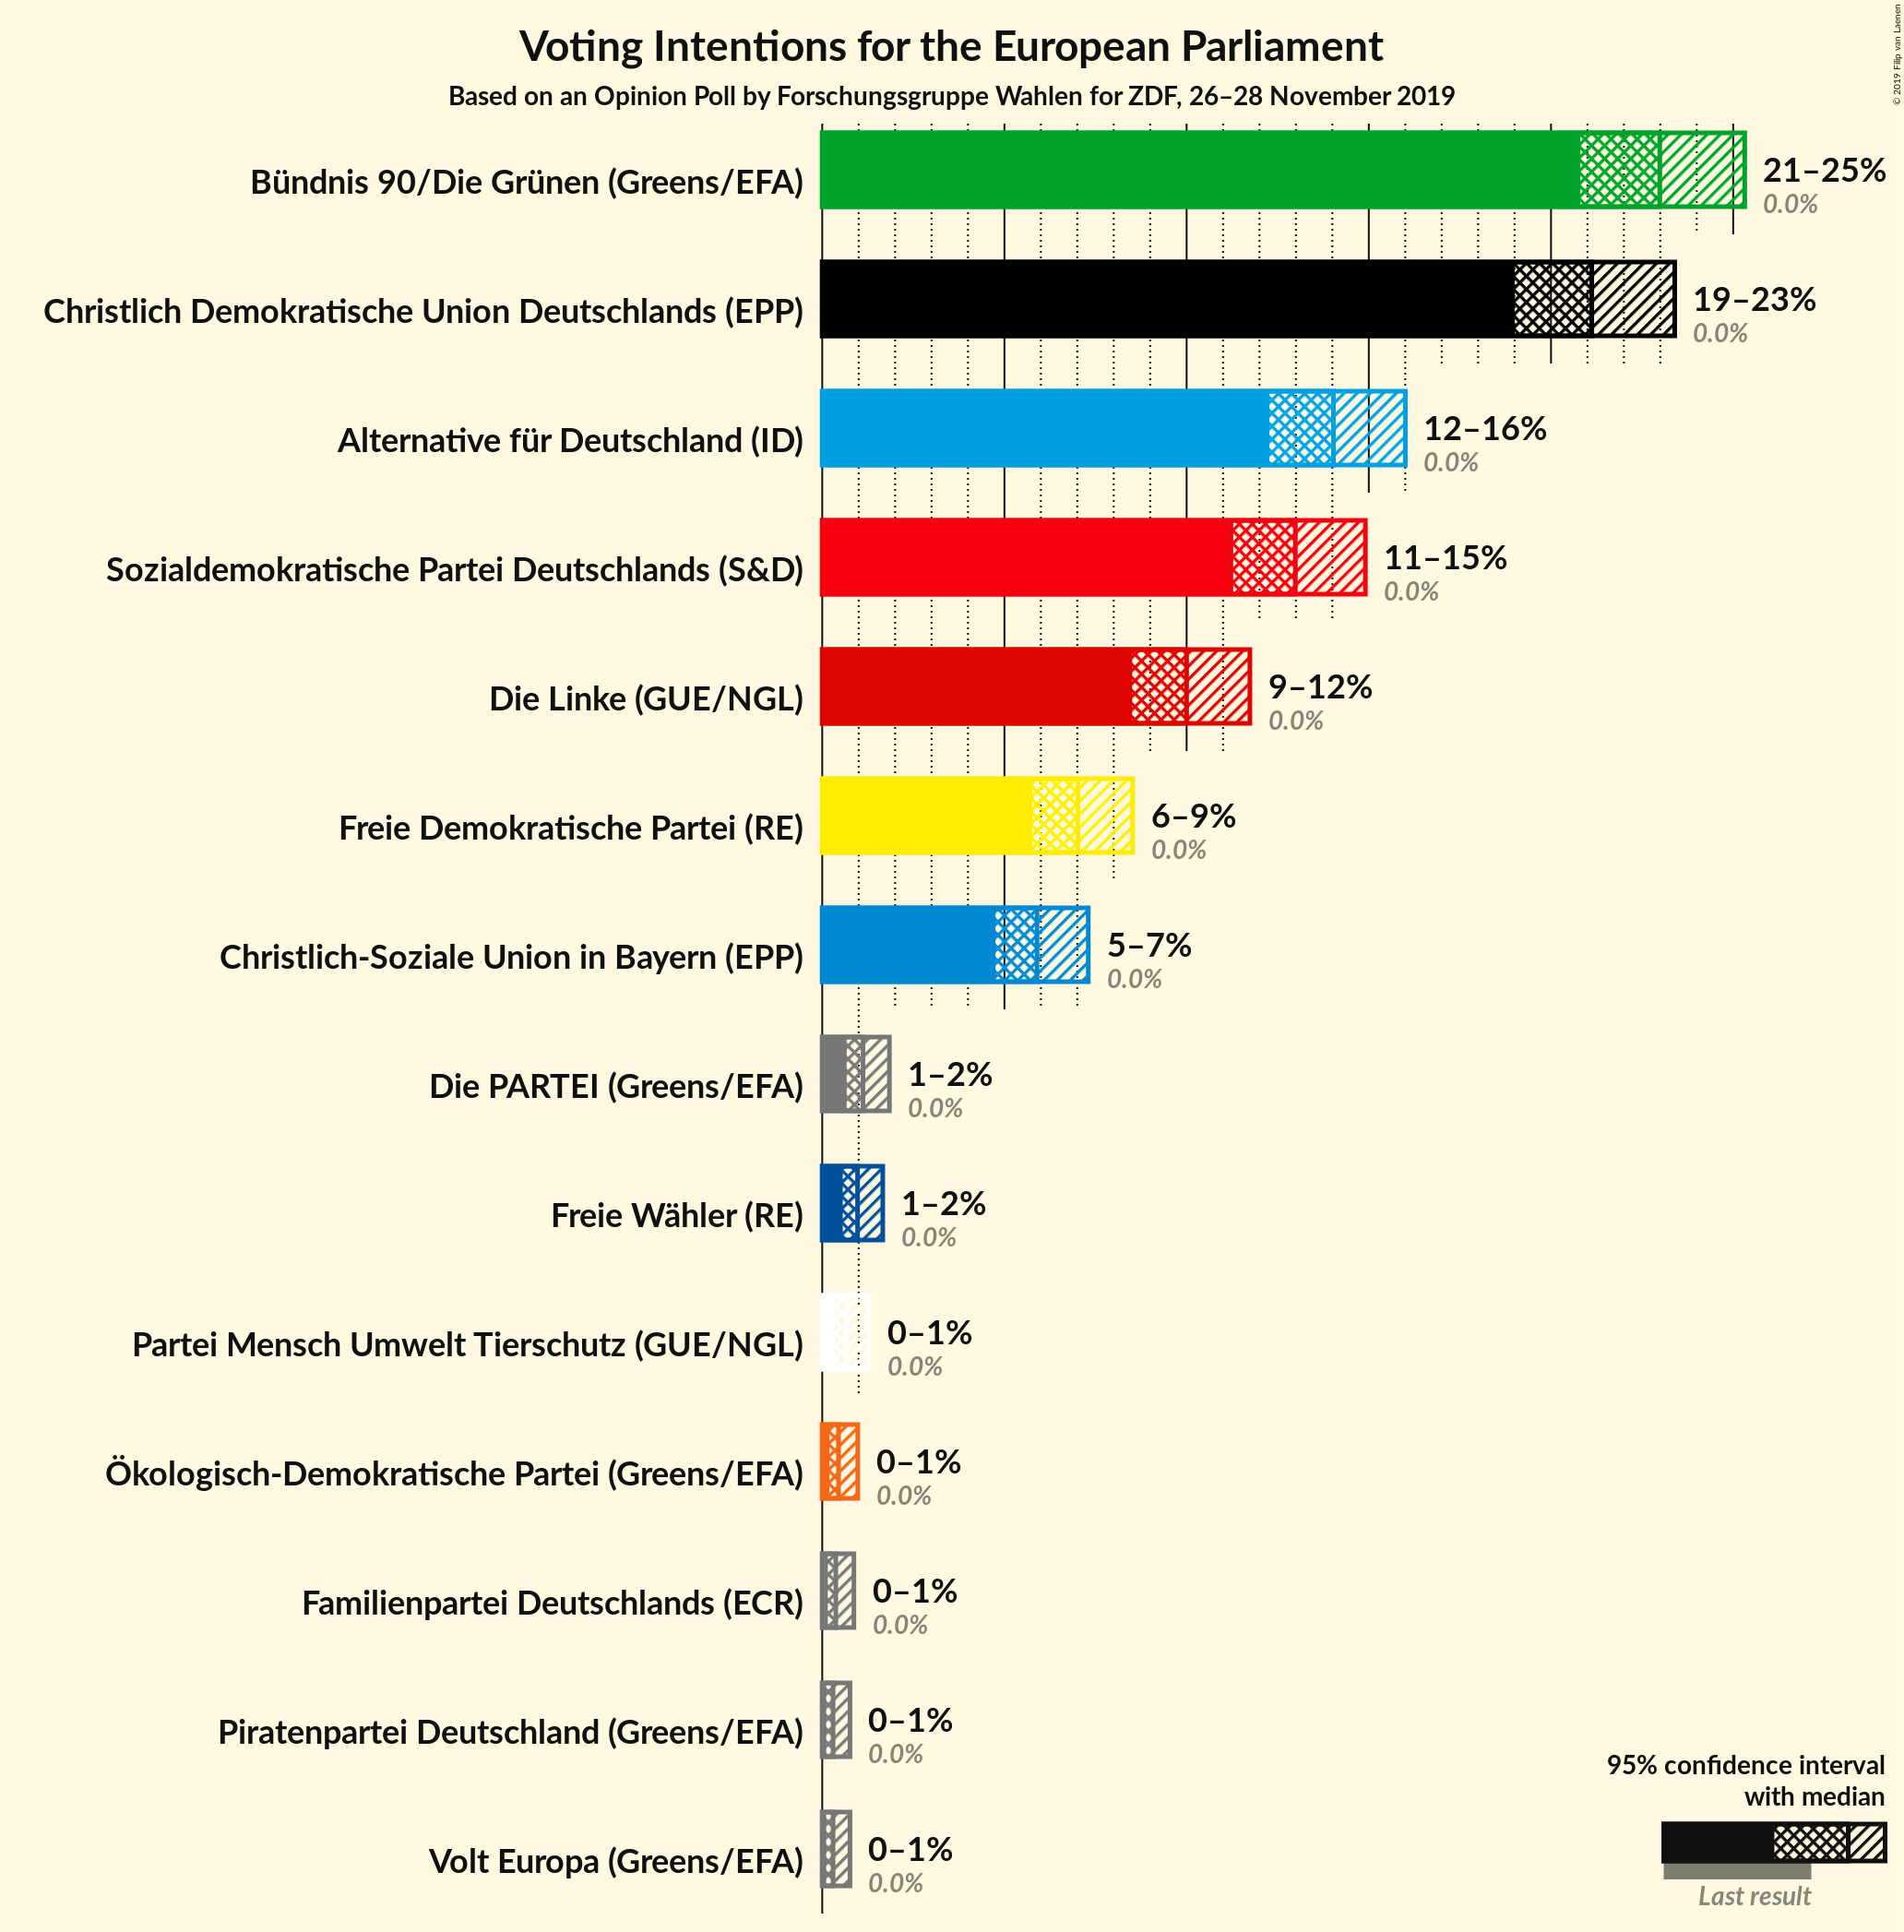 Voting Intentions for the European Parliament
Based on an Opinion Poll by Forschungsgruppe Wahlen for ZDF, 26–28 November 2019
© 2019 Filip van Laenen
Bündnis 90/Die Grünen (Greens/EFA)
21–25%
0.0%
Christlich Demokratische Union Deutschlands (EPP)
19–23%
0.0%
Alternative für Deutschland (ID)
12–16%
0.0%
Sozialdemokratische Partei Deutschlands (S&D)
11–15%
0.0%
Die Linke (GUE/NGL)
9–12%
0.0%
Freie Demokratische Partei (RE)
6–9%
0.0%
Christlich-Soziale Union in Bayern (EPP)
5–7%
0.0%
Die PARTEI (Greens/EFA)
1–2%
0.0%
Freie Wähler (RE)
1–2%
0.0%
Partei Mensch Umwelt Tierschutz (GUE/NGL)
0–1%
0.0%
Ökologisch-Demokratische Partei (Greens/EFA)
0–1%
0.0%
Familienpartei Deutschlands (ECR)
0–1%
0.0%
Piratenpartei Deutschland (Greens/EFA)
0–1%
0.0%
Volt Europa (Greens/EFA)
0–1%
0.0%
95% confidence interval
with median
Last result